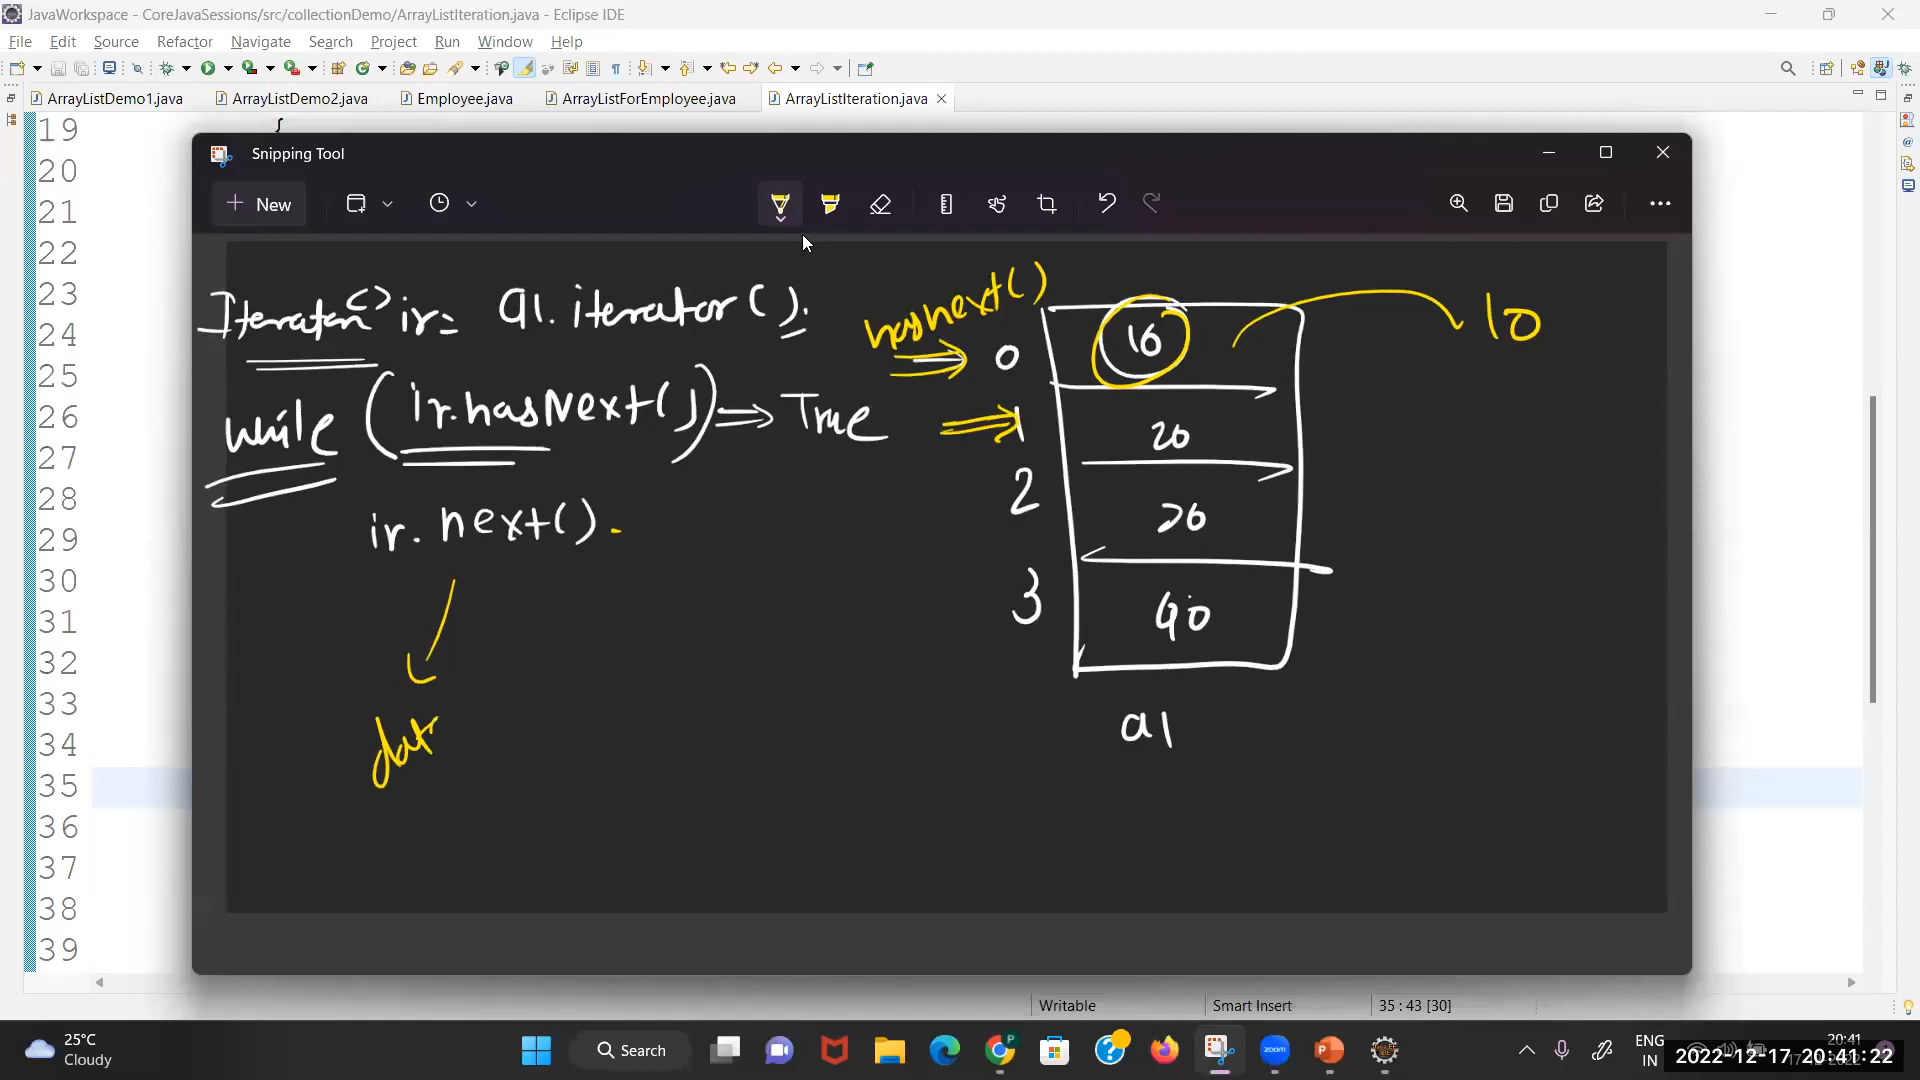 JavaWorkspace - CoreJavaSessions/src/collectionDemo/ArrayListIteration.java - Eclipse IDE
File Edit Source Refactor Navigate Search Project Run Window Help
ArrayListDemo1.java ArrayListDemo2.java Employee.java ArrayListForEmployee.java ArrayListIteration.java
19 {
20
21
22
23
24
25
26
27
28
29
30
31
32
33
34
35
36
37
38
39
Snipping Tool
New
<> ir = al.iterator().
while (ir.hasNext()) => True
ir.next().
hasnext()
0 10
1 20
2 20
3 40
al
10
Writable Smart Insert 35 : 43 [30]
25°C
Cloudy
Search
zoom
ENG
IN
20:41
2022-12-17 20:41:22